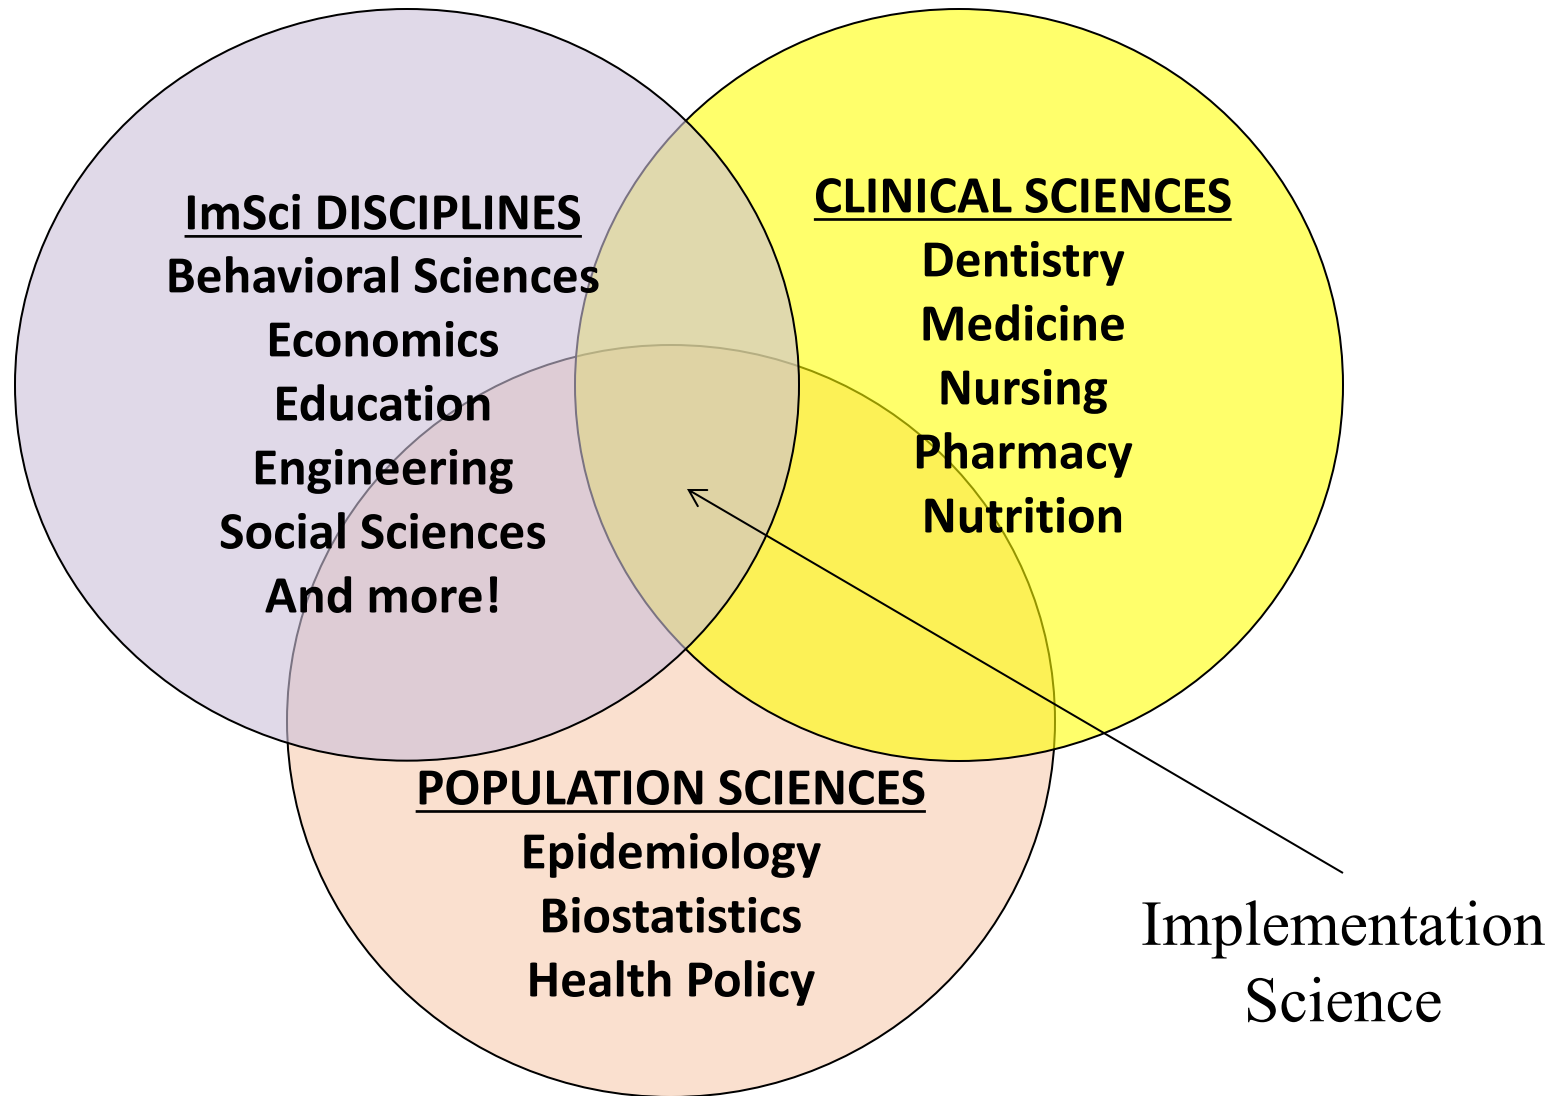 ImSci DISCIPLINES
Behavioral Sciences
Economics
Education
Engineering
Social Sciences
And more!
CLINICAL SCIENCES
Dentistry
Medicine
Nursing
Pharmacy
Nutrition
POPULATION SCIENCES
Epidemiology
Biostatistics
Health Policy
Implementation
Science